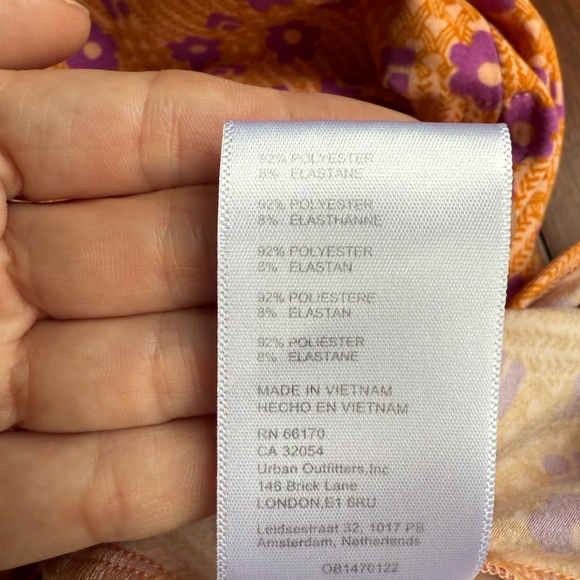 92% POLYESTER
8% ELASTANE
92% POLYESTER
8% ELASTHANNE
92% POLYESTER
8% ELASTAN
92% POLIESTERE
8% ELASTAN
92% POLIÉSTER
8% ELASTANE
MADE IN VIETNAM
HECHO EN VIETNAM
RN 66170
CA 32054
Urban Outfitters,Inc
146 Brick Lane
LONDON,E1 6RU
Leidsestraat 32, 1017 PB
Amsterdam, Netherlands
OB1470122